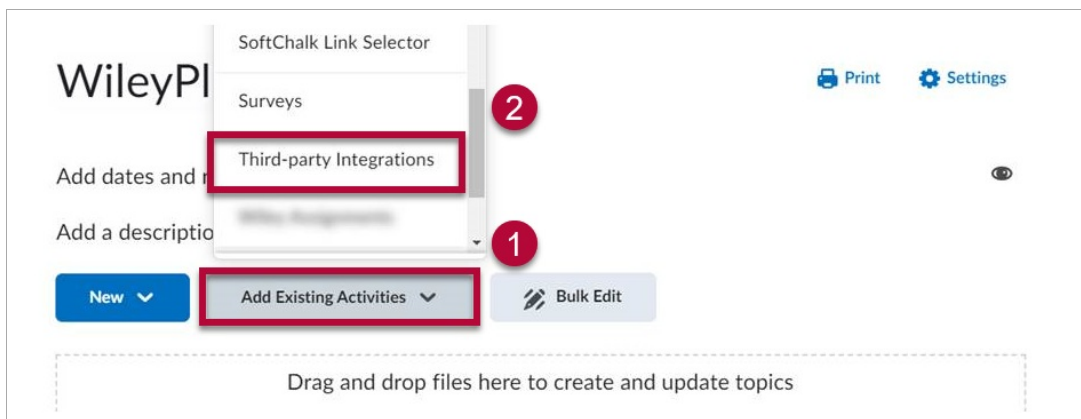 SoftChalk Link Selector
WileyPl
Print Settings
Surveys
2
Third-party Integrations
Add dates and r
Add a descriptio
1
New Add Existing Activities Bulk Edit
Drag and drop files here to create and update topics